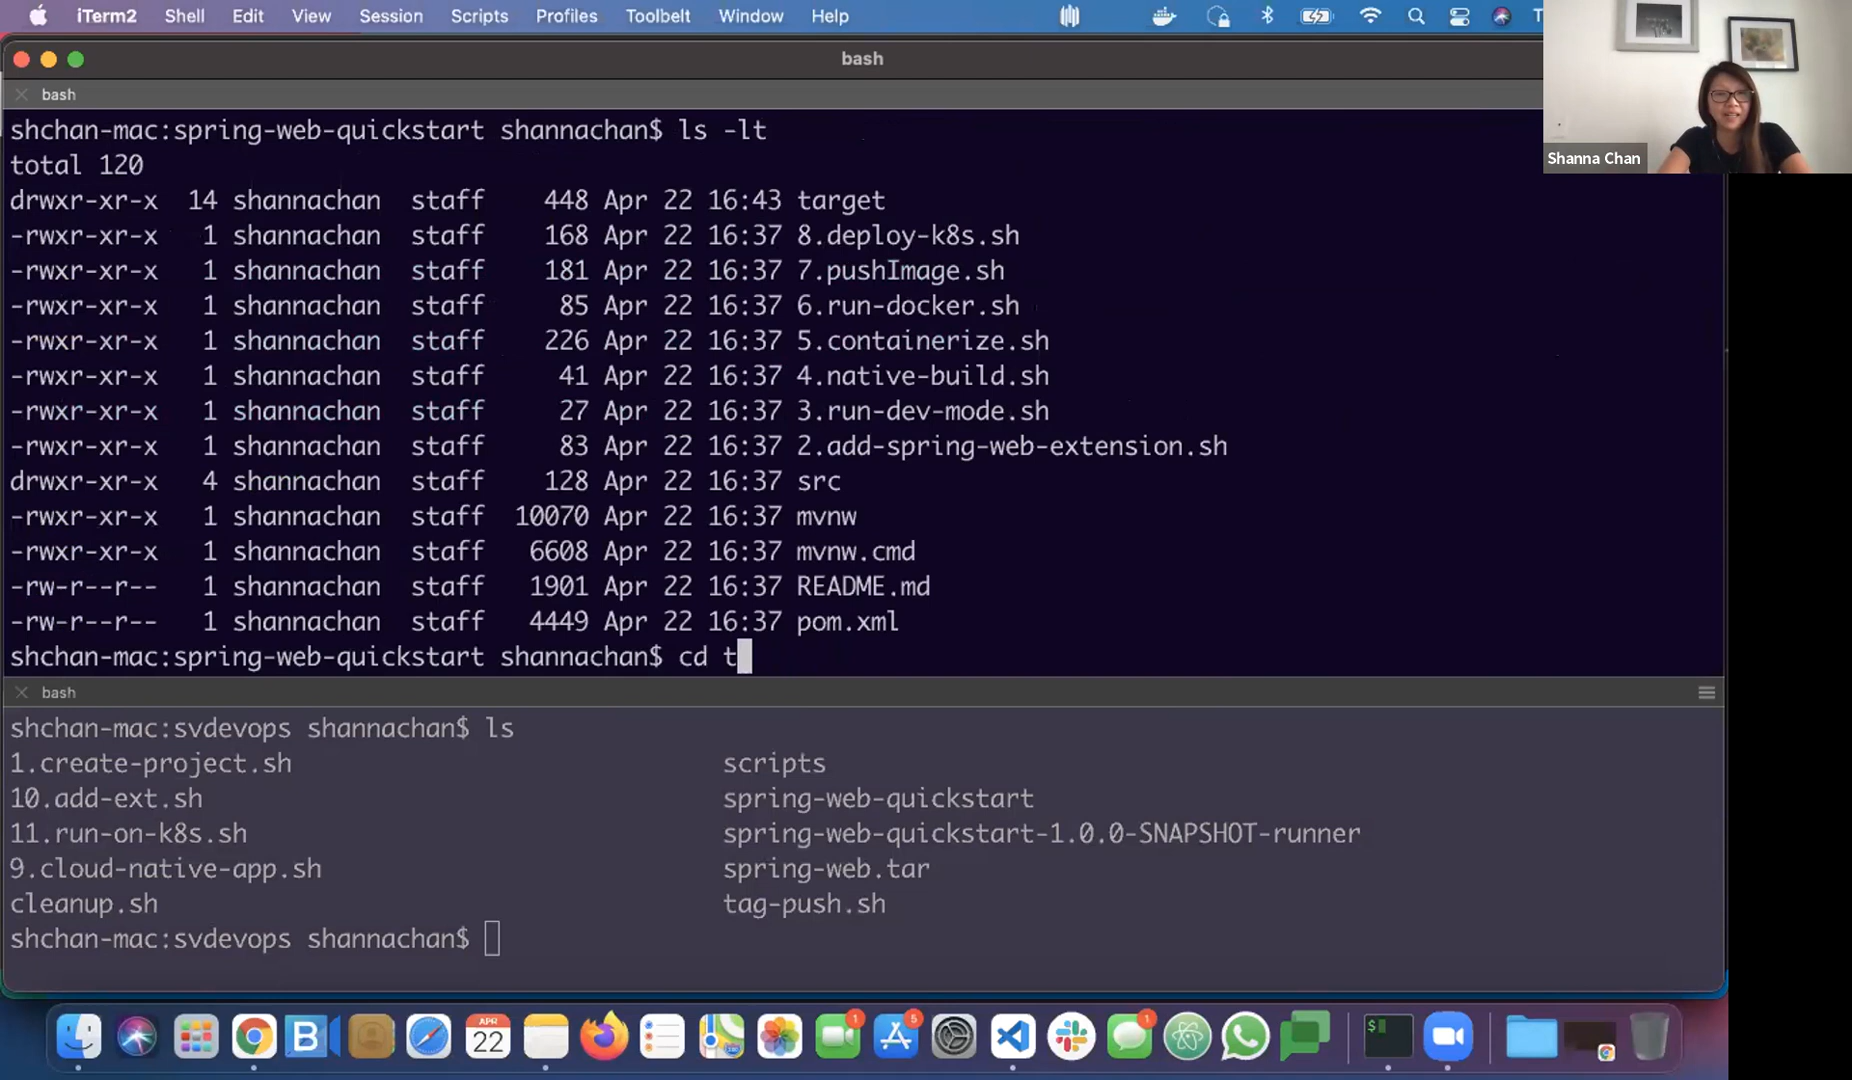 iTerm2 Shell Edit View Session Scripts Profiles Toolbelt Window Help T
bash
bash
shchan-mac:spring-web-quickstart shannachan$ ls -lt
total 120
drwxr-xr-x 14 shannachan staff 448 Apr 22 16:43 target
-rwxr-xr-x 1 shannachan staff 168 Apr 22 16:37 8.deploy-k8s.sh
-rwxr-xr-x 1 shannachan staff 181 Apr 22 16:37 7.pushImage.sh
-rwxr-xr-x 1 shannachan staff 85 Apr 22 16:37 6.run-docker.sh
-rwxr-xr-x 1 shannachan staff 226 Apr 22 16:37 5.containerize.sh
-rwxr-xr-x 1 shannachan staff 41 Apr 22 16:37 4.native-build.sh
-rwxr-xr-x 1 shannachan staff 27 Apr 22 16:37 3.run-dev-mode.sh
-rwxr-xr-x 1 shannachan staff 83 Apr 22 16:37 2.add-spring-web-extension.sh
drwxr-xr-x 4 shannachan staff 128 Apr 22 16:37 src
-rwxr-xr-x 1 shannachan staff 10070 Apr 22 16:37 mvnw
-rwxr-xr-x 1 shannachan staff 6608 Apr 22 16:37 mvnw.cmd
-rw-r--r-- 1 shannachan staff 1901 Apr 22 16:37 README.md
-rw-r--r-- 1 shannachan staff 4449 Apr 22 16:37 pom.xml
shchan-mac:spring-web-quickstart shannachan$ cd t
Shanna Chan
bash
shchan-mac:svdevops shannachan$ ls
1.create-project.sh scripts
10.add-ext.sh spring-web-quickstart
11.run-on-k8s.sh spring-web-quickstart-1.0.0-SNAPSHOT-runner
9.cloud-native-app.sh spring-web.tar
cleanup.sh tag-push.sh
shchan-mac:svdevops shannachan$
B APR 22 1 5 1 $